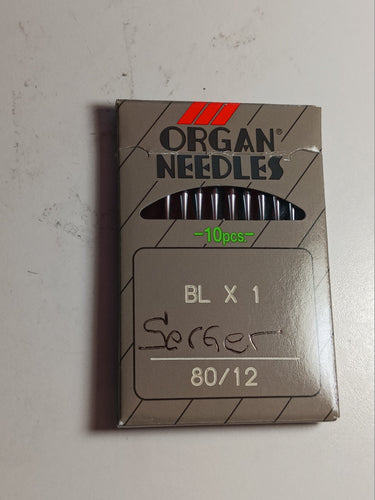 ORGAN®
NEEDLES
-10pcs.-
BL X 1
Serger
80/12